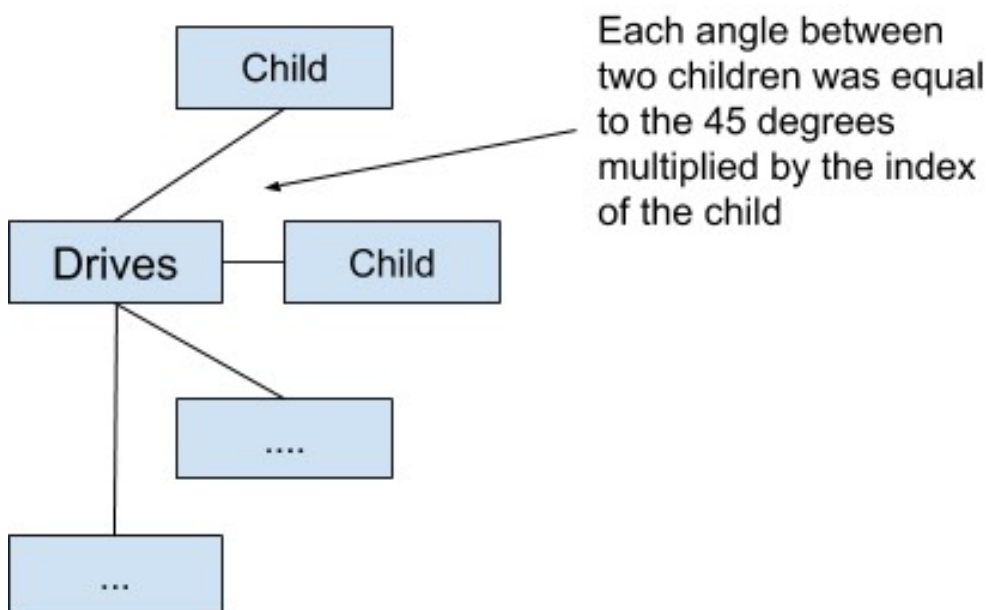 Child
Each angle between
two children was equal
to the 45 degrees
multiplied by the index
of the child
Drives
Child
....
...